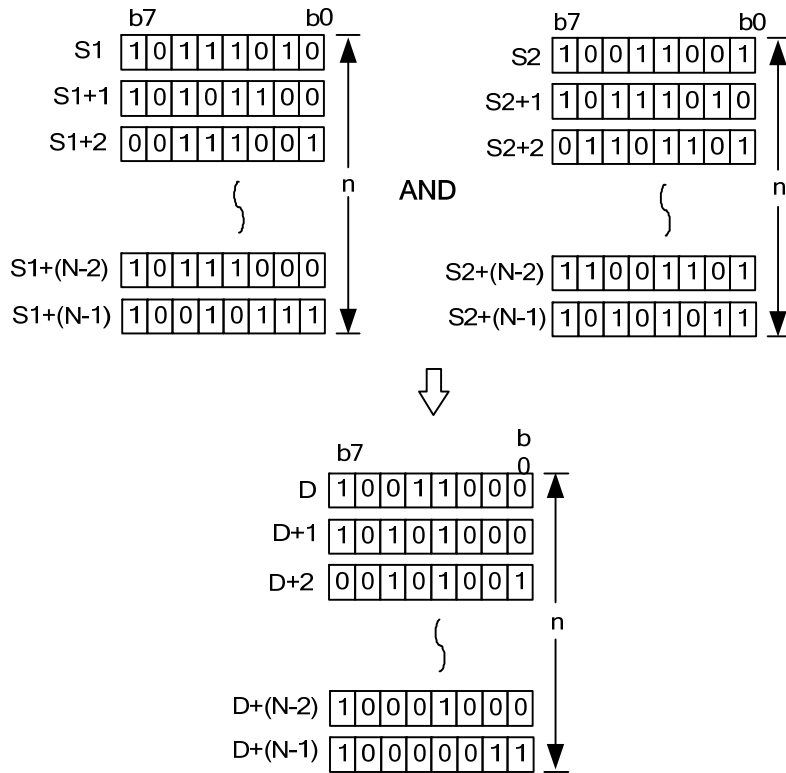 b7 b0
S1 1 0 1 1 1 0 1 0
S1+1 1 0 1 0 1 1 0 0
S1+2 0 0 1 1 1 0 0 1
n
S1+(N-2) 1 0 1 1 1 0 0 0
S1+(N-1) 1 0 0 1 0 1 1 1
AND
b7 b0
S2 1 0 0 1 1 0 0 1
S2+1 1 0 1 1 1 0 1 0
S2+2 0 1 1 0 1 1 0 1
n
S2+(N-2) 1 1 0 0 1 1 0 1
S2+(N-1) 1 0 1 0 1 0 1 1
b7 b
0
D 1 0 0 1 1 0 0 0
D+1 1 0 1 0 1 0 0 0
D+2 0 0 1 0 1 0 0 1
n
D+(N-2) 1 0 0 0 1 0 0 0
D+(N-1) 1 0 0 0 0 0 1 1